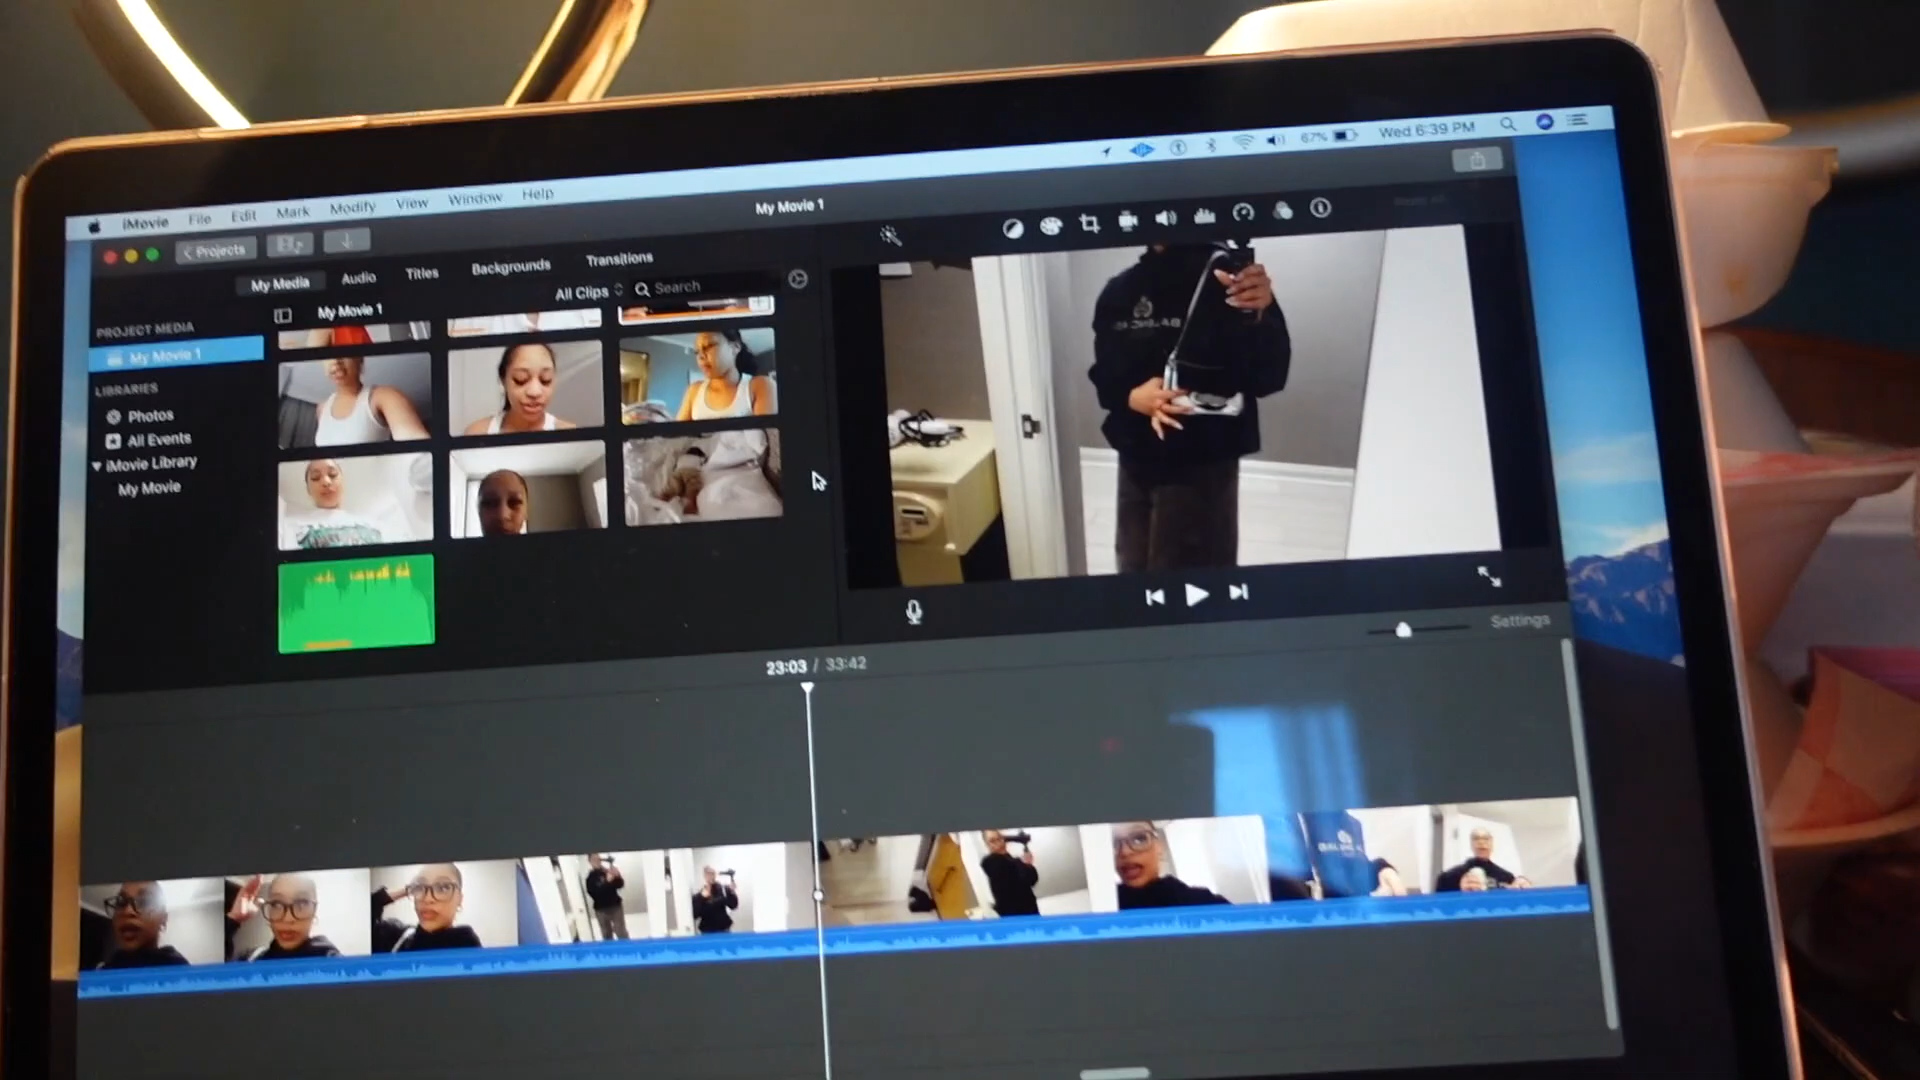 iMovie File Edit Mark Modify View Window Help
67% Wed 6:39 PM
Projects
My Movie 1
My Media Audio Titles Backgrounds Transitions
My Movie 1
All Clips Search
PROJECT MEDIA
My Movie 1
LIBRARIES
Photos
All Events
iMovie Library
My Movie
23:03 / 33:42
Settings